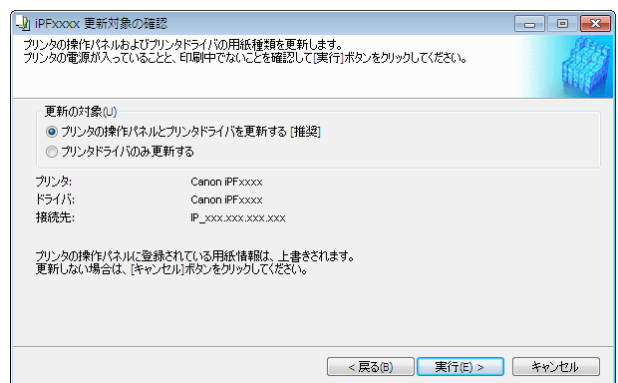 iPFxxxx 更新対象の確認
プリンタの操作パネルおよびプリンタドライバの用紙種類を更新します。
プリンタの電源が入っていることと、印刷中でないことを確認して[実行]ボタンをクリックしてください。
更新の対象(U)
プリンタの操作パネルとプリンタドライバを更新する [推奨]
プリンタドライバのみ更新する
プリンタ: Canon iPFxxxx
ドライバ: Canon iPFxxxx
接続先: IP_xxx.xxx.xxx.xxx
プリンタの操作パネルに登録されている用紙情報は、上書きされます。
更新しない場合は、[キャンセル]ボタンをクリックしてください。
< 戻る(B) 実行(E) > キャンセル